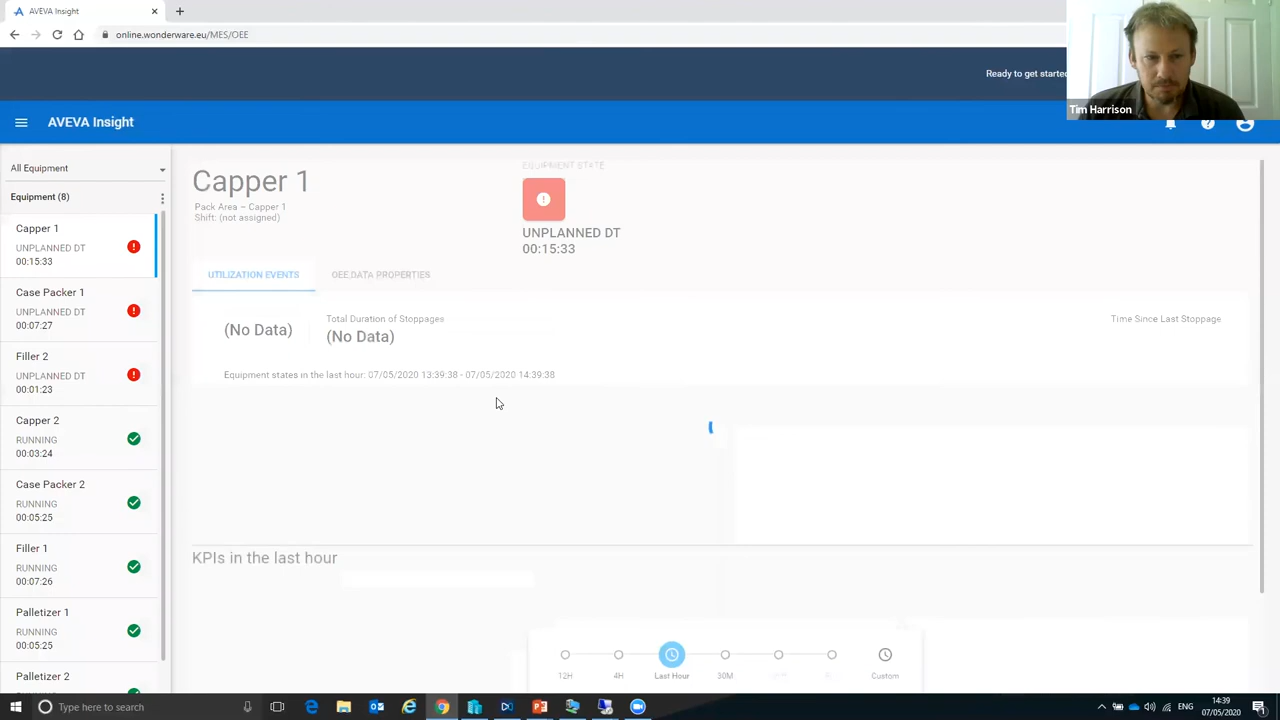 AVEVA Insight
online.wonderware.eu/MES/OEE
Ready to get started
Tim Harrison
AVEVA Insight
All Equipment
Equipment (8)
Capper 1
UNPLANNED DT
00:15:33
Case Packer 1
UNPLANNED DT
00:07:27
Filler 2
UNPLANNED DT
00:01:23
Capper 2
RUNNING
00:03:24
Case Packer 2
RUNNING
00:05:25
Filler 1
RUNNING
00:07:26
Palletizer 1
RUNNING
00:05:25
Palletizer 2
Capper 1
Pack Area – Capper 1
Shift: (not assigned)
EQUIPMENT STATE
UNPLANNED DT
00:15:33
UTILIZATION EVENTS
OEE DATA PROPERTIES
(No Data)
Total Duration of Stoppages
(No Data)
Time Since Last Stoppage
Equipment states in the last hour: 07/05/2020 13:39:38 - 07/05/2020 14:39:38
KPIs in the last hour
12H
4H
Last Hour
30M
Custom
Type here to search
14:39
07/05/2020